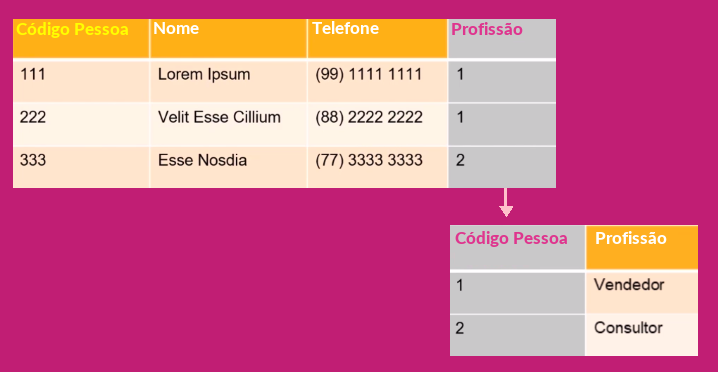 Código Pessoa Nome Telefone Profissão
111 Lorem Ipsum (99) 1111 1111 1
222 Velit Esse Cillium (88) 2222 2222 1
333 Esse Nosdia (77) 3333 3333 2
Código Pessoa Profissão
1 Vendedor
2 Consultor